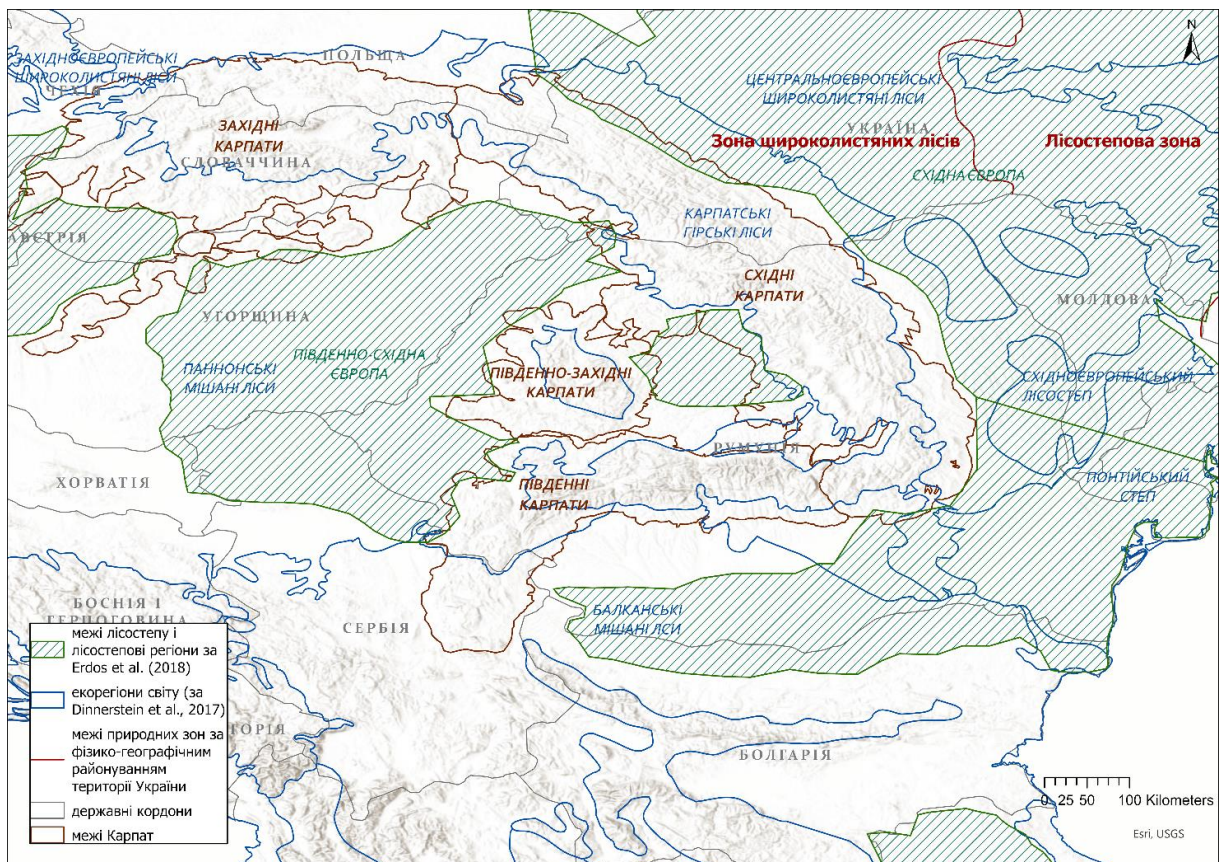 N
ПОЛЬЩА
ЗАХІДНОЄВРОПЕЙСЬКІ
ШИРОКОЛИСТЯНІ ЛІСИ
ЧЕХІЯ
ЦЕНТРАЛЬНОЄВРОПЕЙСЬКІ
ШИРОКОЛИСТЯНІ ЛІСИ
УКРАЇНА
ЗАХІДНІ
КАРПАТИ
СЛОВАЧЧИНА
Зона широколистяних лісів
Лісостепова зона
СХІДНА ЄВРОПА
КАРПАТСЬКІ
ГІРСЬКІ ЛІСИ
АВСТРІЯ
СХІДНІ
КАРПАТИ
МОЛДОВА
УГОРЩИНА
ПАННОНСЬКІ
МІШАНІ ЛІСИ
ПІВДЕННО-СХІДНА
ЄВРОПА
ПІВДЕННО-ЗАХІДНІ
КАРПАТИ
СХІДНОЄВРОПЕЙСЬКИЙ
ЛІСОСТЕП
РУМУНІЯ
ХОРВАТІЯ
ПІВДЕННІ
КАРПАТИ
ПОНТІЙСЬКИЙ
СТЕП
БОСНІЯ І
ГЕРЦОГОВИНА
СЕРБІЯ
БАЛКАНСЬКІ
МІШАНІ ЛІСИ
ГОРІЯ
БОЛГАРІЯ
межі лісостепу і
лісостепові регіони за
Erdos et al. (2018)
екорегіони світу (за
Dinnerstein et al., 2017)
межі природних зон за
фізико-географічним
районуванням
території України
державні кордони
межі Карпат
0 25 50 100 Kilometers
Esri, USGS